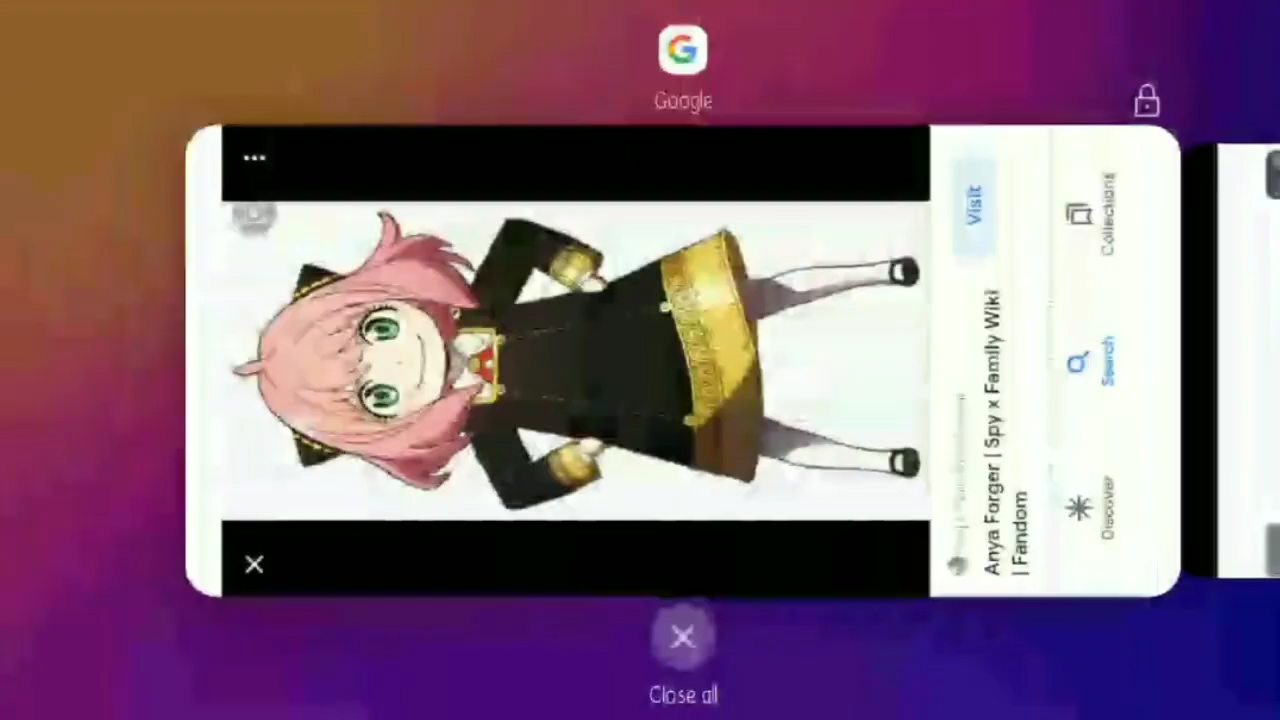 Google
Visit
Anya Forger | Spy x Family Wiki
| Fandom
Discover
Search
Collections
Close all